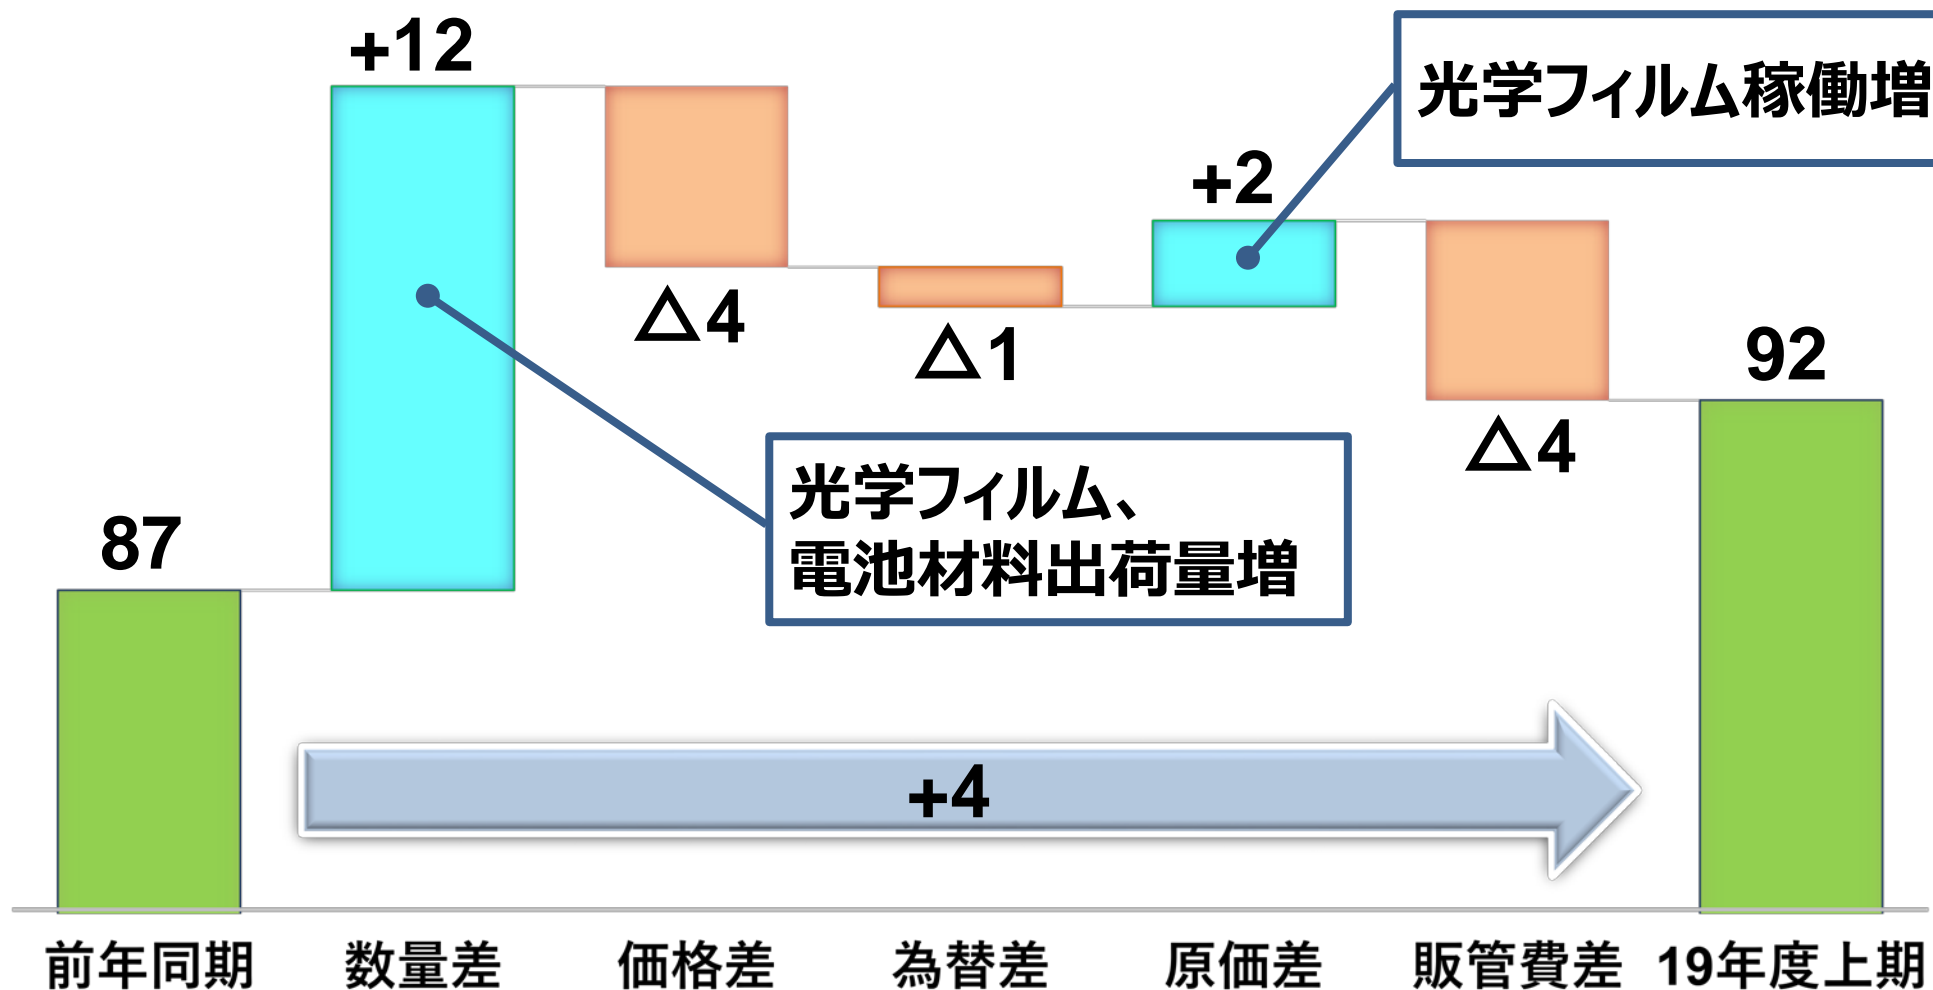 +12
光学フィルム稼働増
+2
△4
△1
92
△4
光学フィルム、
電池材料出荷量増
87
+4
前年同期
数量差
価格差
為替差
原価差
販管費差
19年度上期